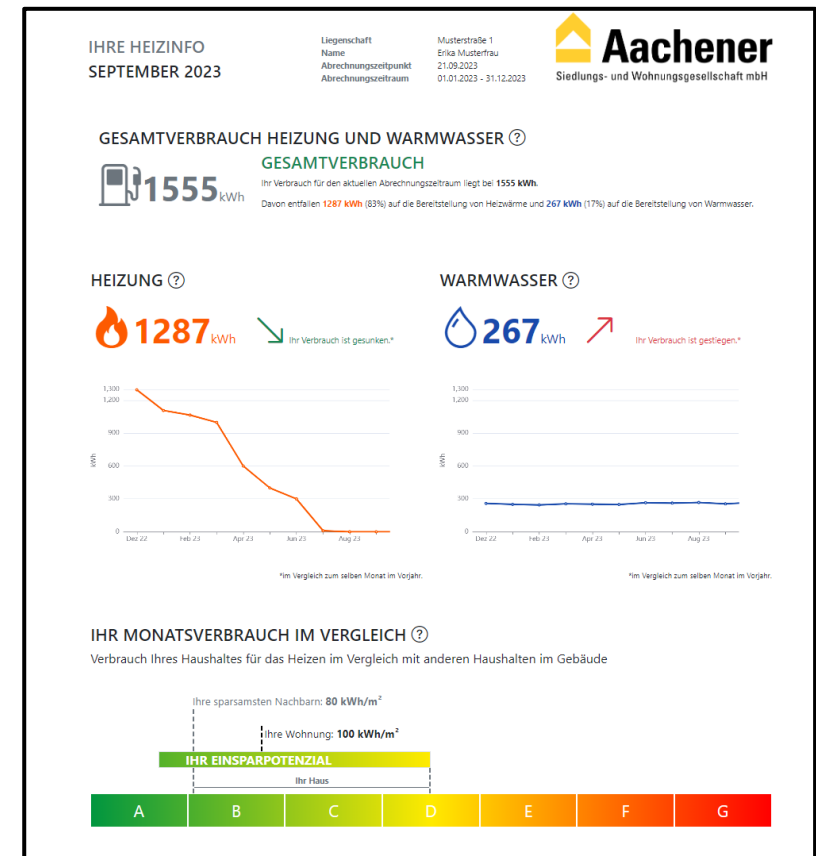 IHRE HEIZINFO
SEPTEMBER 2023
Liegenschaft Musterstraße 1
Name Erika Musterfrau
Abrechnungszeitpunkt 21.09.2023
Abrechnungszeitraum 01.01.2023 - 31.12.2023
Aachener
Siedlungs- und Wohnungsgesellschaft mbH
GESAMTVERBRAUCH HEIZUNG UND WARMWASSER ?
1555 kWh
GESAMTVERBRAUCH
Ihr Verbrauch für den aktuellen Abrechnungszeitraum liegt bei 1555 kWh.
Davon entfallen 1287 kWh (83%) auf die Bereitstellung von Heizwärme und 267 kWh (17%) auf die Bereitstellung von Warmwasser.
HEIZUNG ?
1287 kWh
Ihr Verbrauch ist gesunken.*
1,300
1,200
900
600
300
0
kWh
Dez 22 Feb 23 Apr 23 Jun 23 Aug 23
*im Vergleich zum selben Monat im Vorjahr.
WARMWASSER ?
267 kWh
Ihr Verbrauch ist gestiegen.*
1,300
1,200
900
600
300
0
kWh
Dez 22 Feb 23 Apr 23 Jun 23 Aug 23
*im Vergleich zum selben Monat im Vorjahr.
IHR MONATSVERBRAUCH IM VERGLEICH ?
Verbrauch Ihres Haushaltes für das Heizen im Vergleich mit anderen Haushalten im Gebäude
Ihre sparsamsten Nachbarn: 80 kWh/m²
Ihre Wohnung: 100 kWh/m²
IHR EINSPARPOTENZIAL
Ihr Haus
A B C D E F G